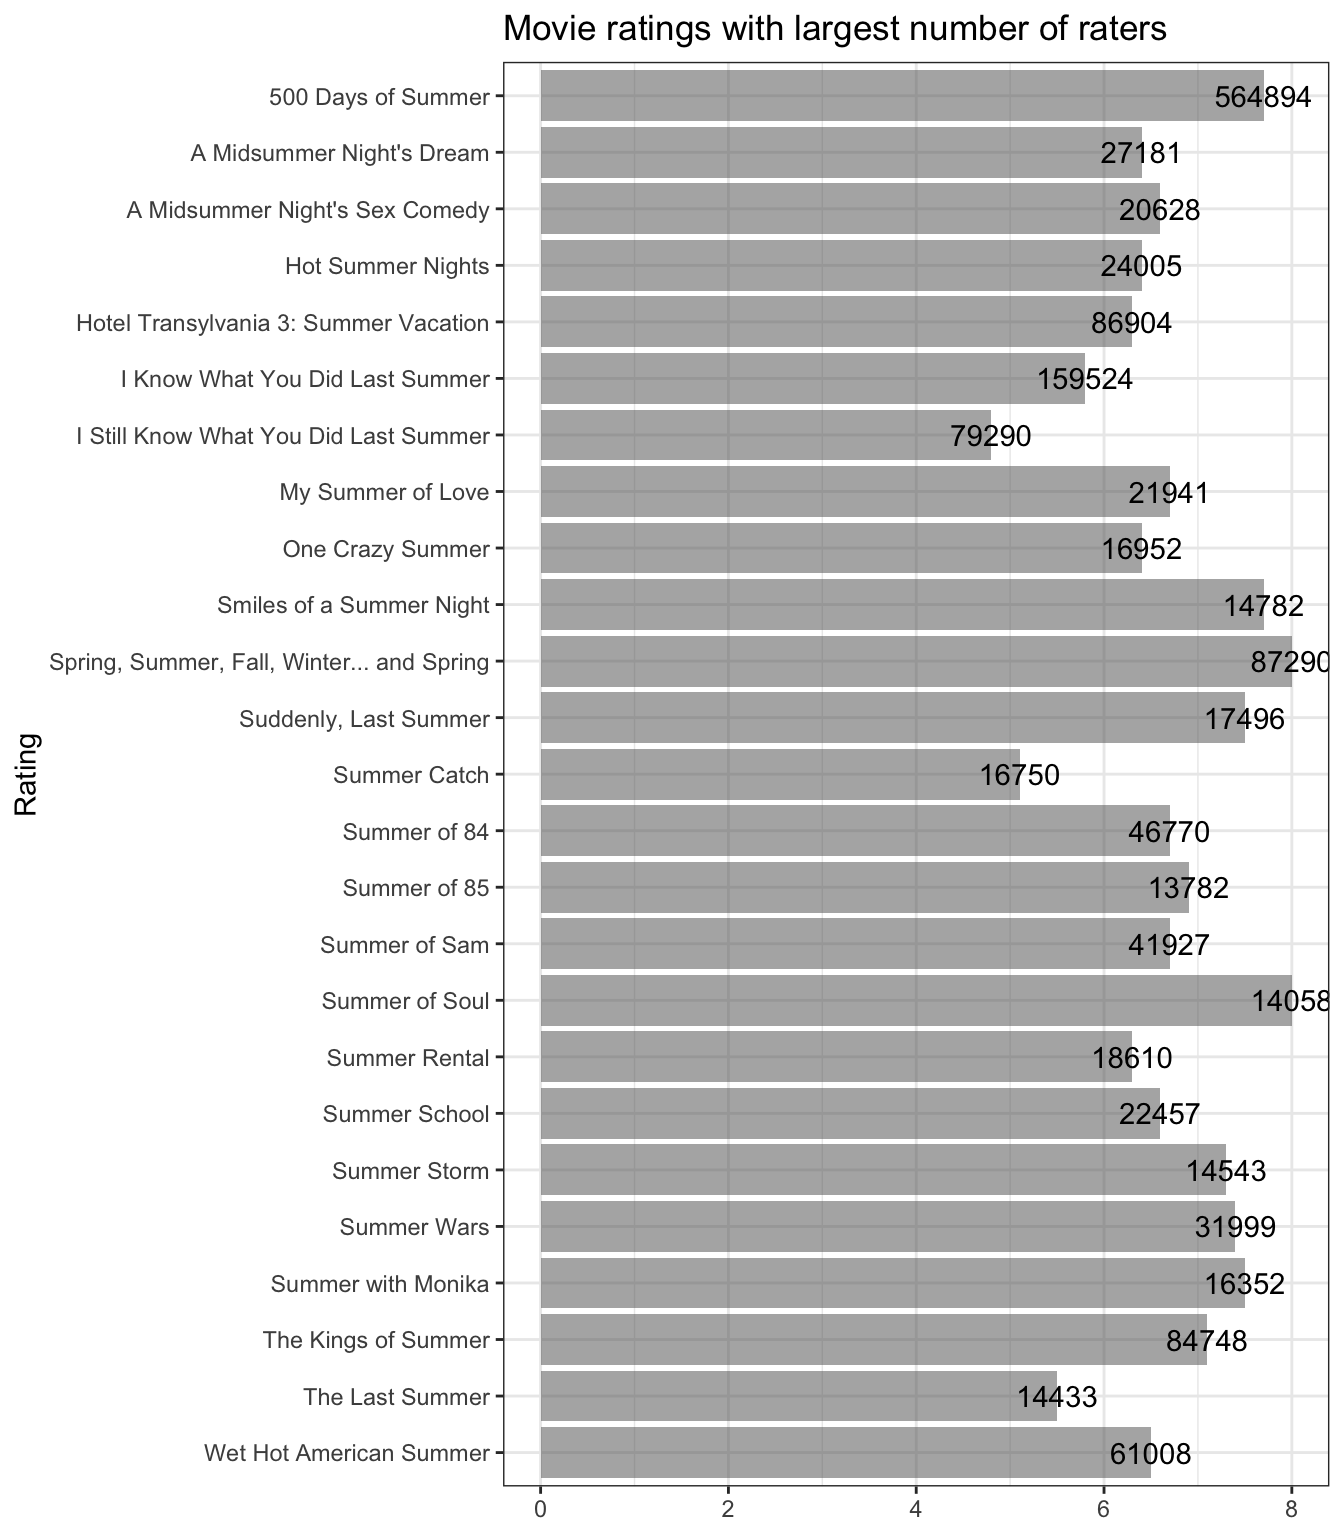 Movie ratings with largest number of raters
500 Days of Summer 564894
A Midsummer Night's Dream 27181
A Midsummer Night's Sex Comedy 20628
Hot Summer Nights 24005
Hotel Transylvania 3: Summer Vacation 86904
I Know What You Did Last Summer 159524
I Still Know What You Did Last Summer 79290
My Summer of Love 21941
One Crazy Summer 16952
Smiles of a Summer Night 14782
Spring, Summer, Fall, Winter... and Spring 87290
Suddenly, Last Summer 17496
Rating
Summer Catch 16750
Summer of 84 46770
Summer of 85 13782
Summer of Sam 41927
Summer of Soul 14058
Summer Rental 18610
Summer School 22457
Summer Storm 14543
Summer Wars 31999
Summer with Monika 16352
The Kings of Summer 84748
The Last Summer 14433
Wet Hot American Summer 61008
0 2 4 6 8